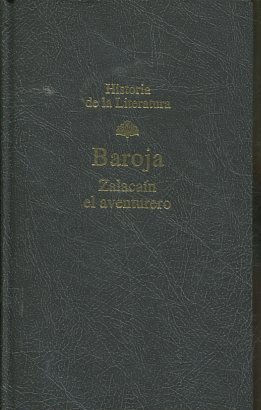 Historia
de la Literatura
Baroja
Zalacaín
el aventurero